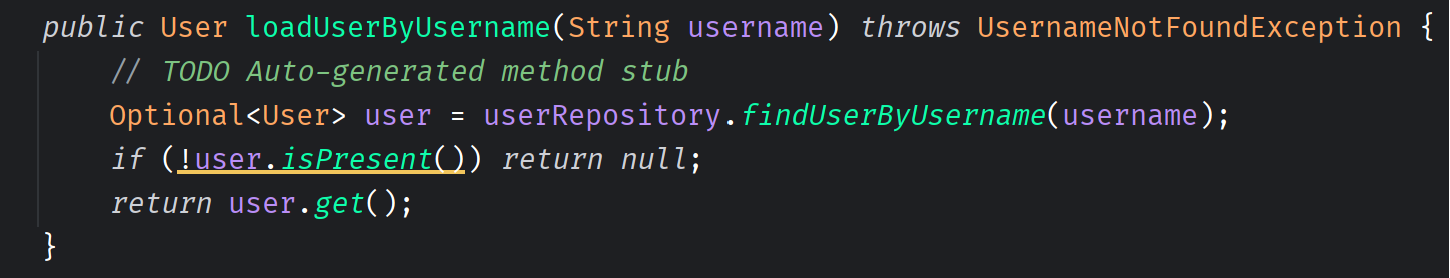 public User loadUserByUsername(String username) throws UsernameNotFoundException {
    // TODO Auto-generated method stub
    Optional<User> user = userRepository.findUserByUsername(username);
    if (!user.isPresent()) return null;
    return user.get();
}